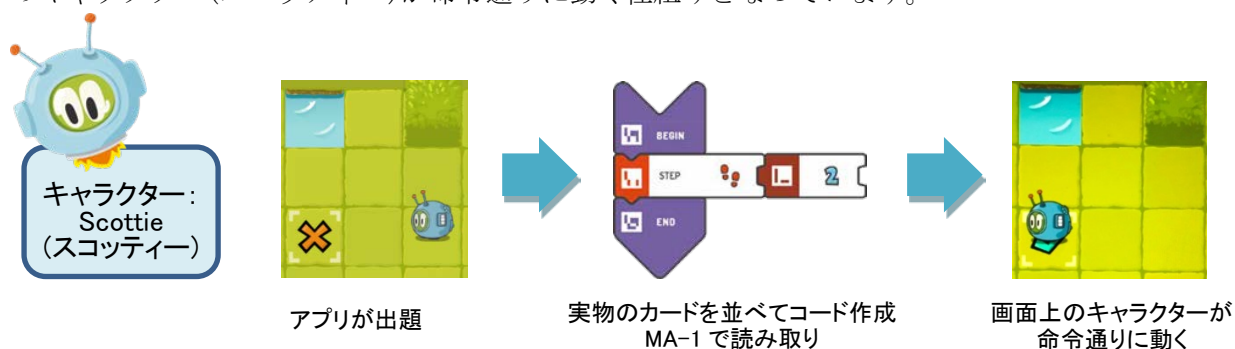 キャラクター：
Scottie
（スコッティー）
BEGIN
STEP
2
END
アプリが出題
実物のカードを並べてコード作成
MA-1 で読み取り
画面上のキャラクターが
命令通りに動く